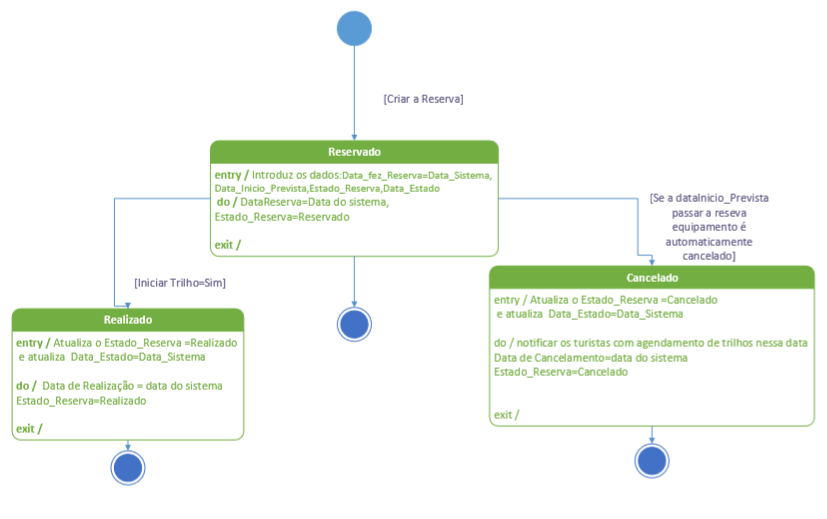 [Criar a Reserva]
Reservado
entry / Introduz os dados:Data_fez_Reserva=Data_Sistema,
Data_Inicio_Prevista,Estado_Reserva,Data_Estado
do / DataReserva=Data do sistema,
Estado_Reserva=Reservado
exit /
[Se a dataInicio_Prevista
passar a reseva
equipamento é
automaticamente
cancelado]
[Iniciar Trilho=Sim]
Cancelado
entry / Atualiza o Estado_Reserva =Cancelado
e atualiza Data_Estado=Data_Sistema
do / notificar os turistas com agendamento de trilhos nessa data
Data de Cancelamento=data do sistema
Estado_Reserva=Cancelado
exit /
Realizado
entry / Atualiza o Estado_Reserva =Realizado
e atualiza Data_Estado=Data_Sistema
do / Data de Realização = data do sistema
Estado_Reserva=Realizado
exit /